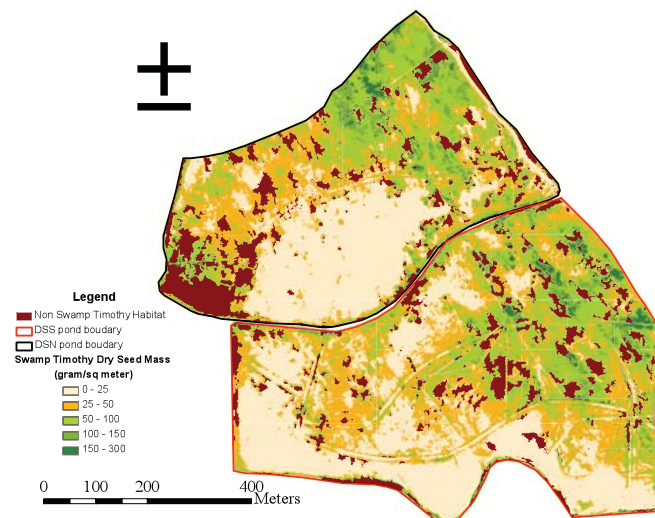 ±
Legend
Non Swamp Timothy Habitat
DSS pond boudary
DSN pond boundary
Swamp Timothy Dry Seed Mass
(gram/sq meter)
0 - 25
25 - 50
50 - 100
100 - 150
150 - 300
0 100 200 400
Meters